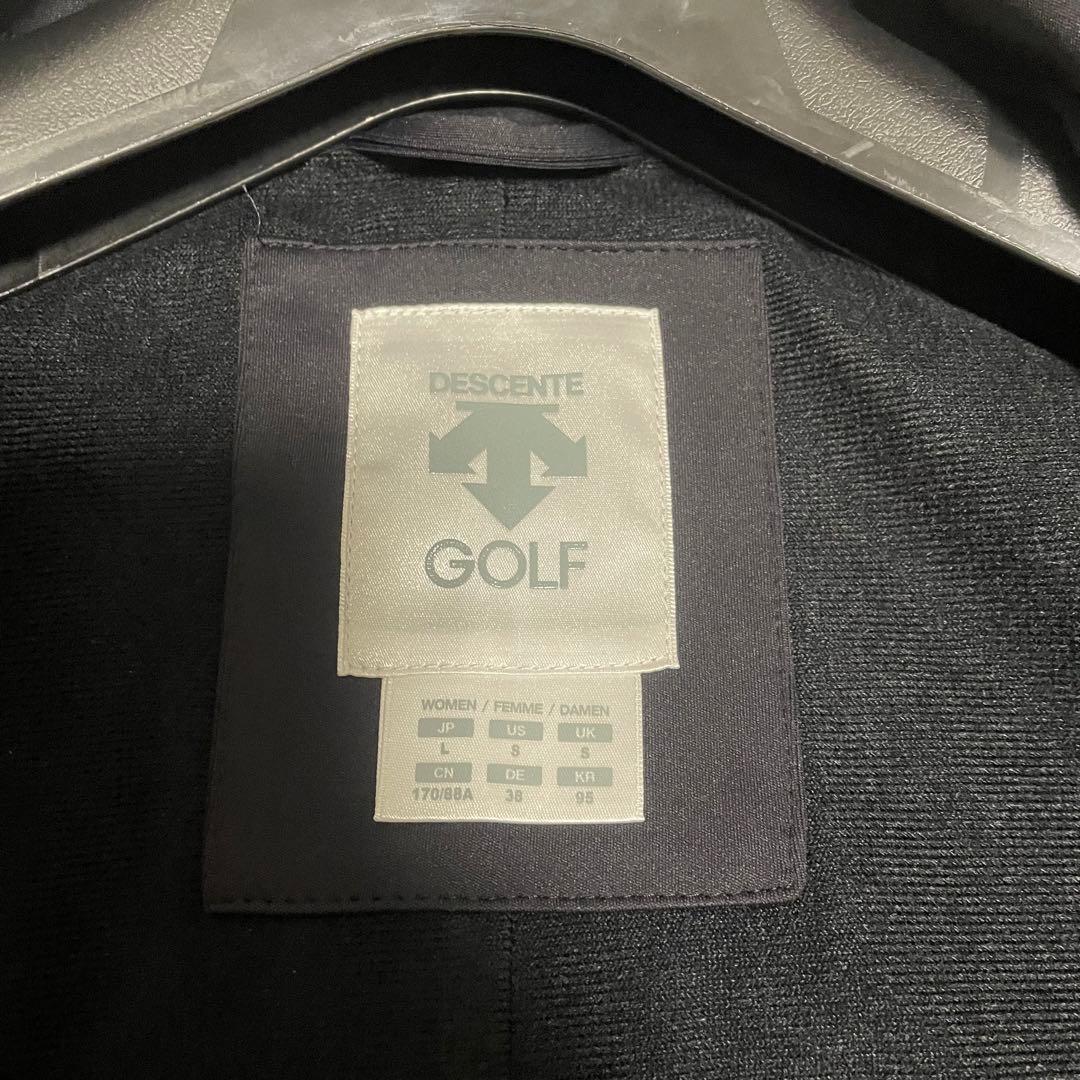 DESCENTE
GOLF
WOMEN / FEMME / DAMEN
JP US UK
L S S
CN DE KR
170/88A 38 95